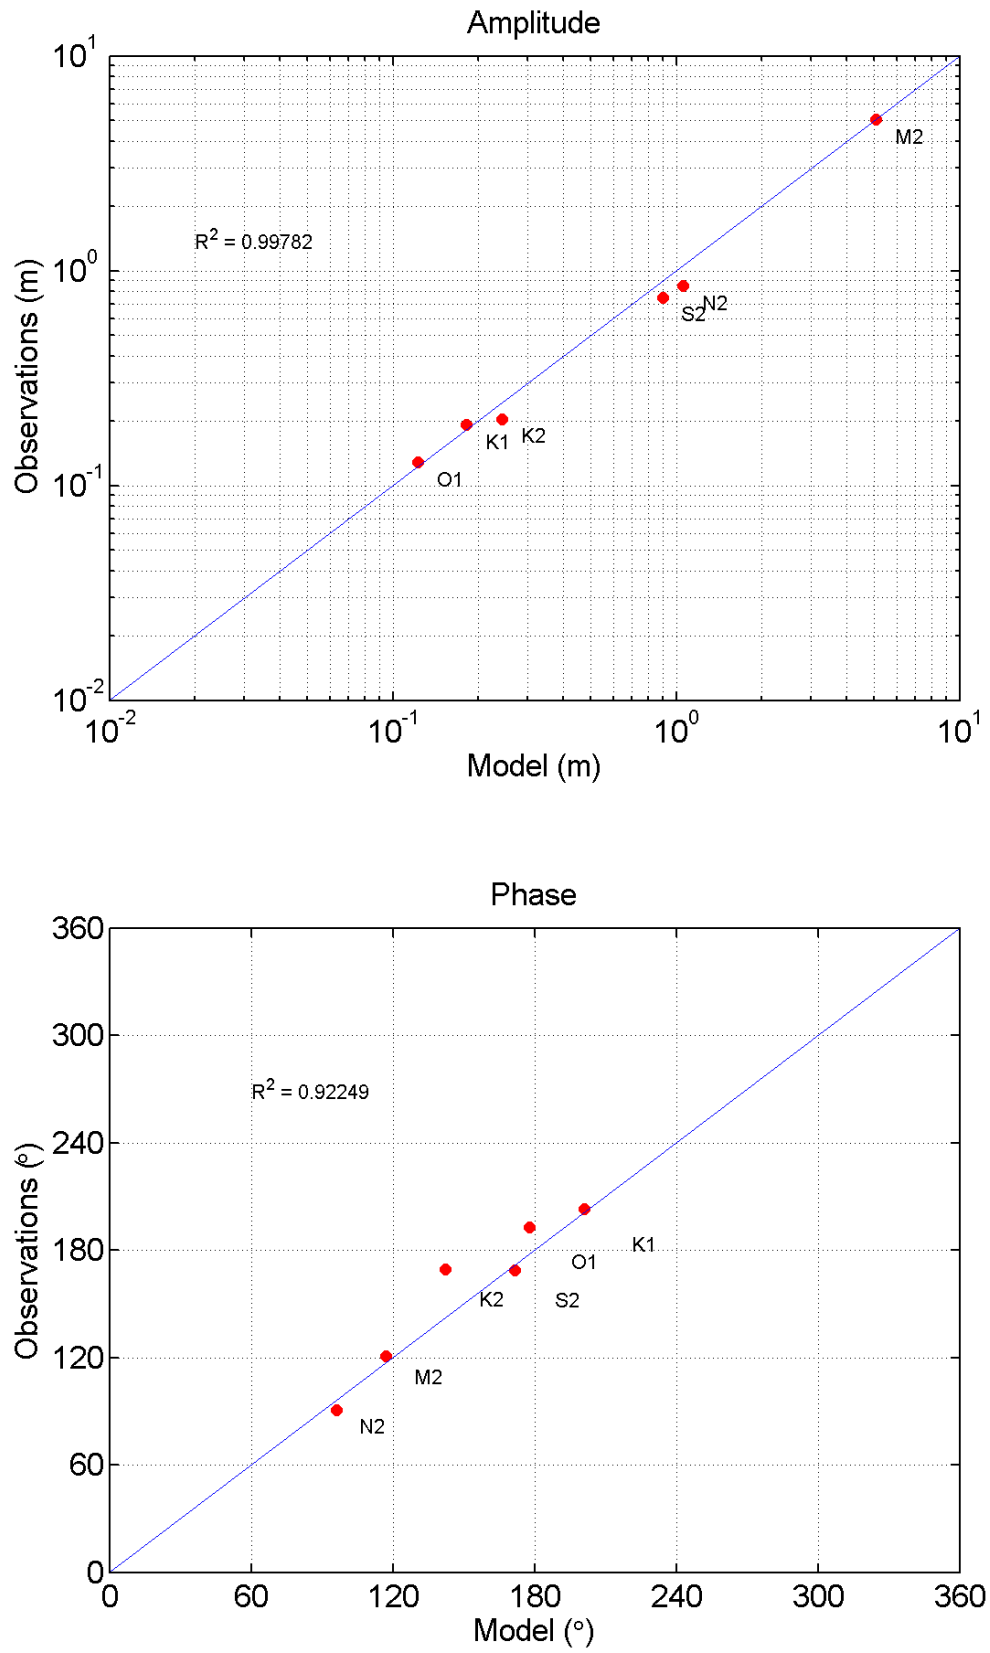 Amplitude
10^1
M2
R^2 = 0.99782
10^0
N2
S2
Observations (m)
K2
K1
O1
10^-1
10^-2
10^-2 10^-1 10^0 10^1
Model (m)
Phase
360
300
R^2 = 0.92249
240
Observations (°)
K1
180
O1
K2
S2
120
M2
N2
60
0
0 60 120 180 240 300 360
Model (°)